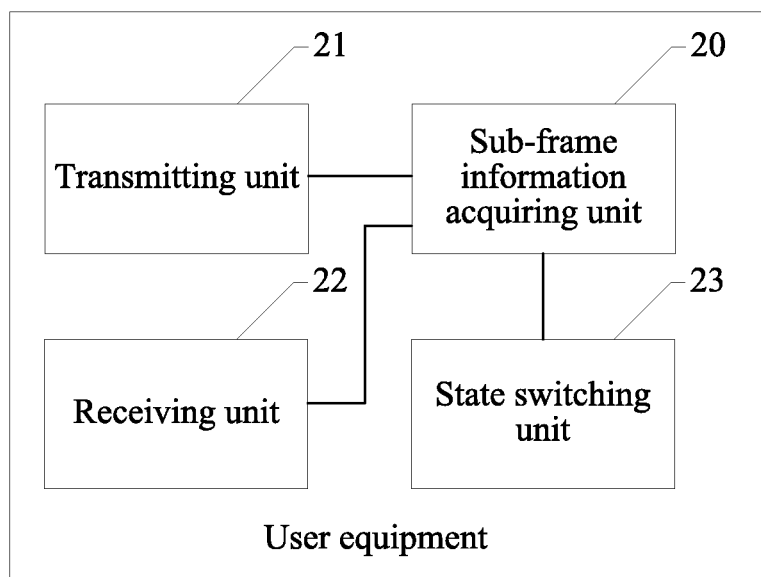 21
20
Transmitting unit
Sub-frame
information
acquiring unit
22
23
Receiving unit
State switching
unit
User equipment